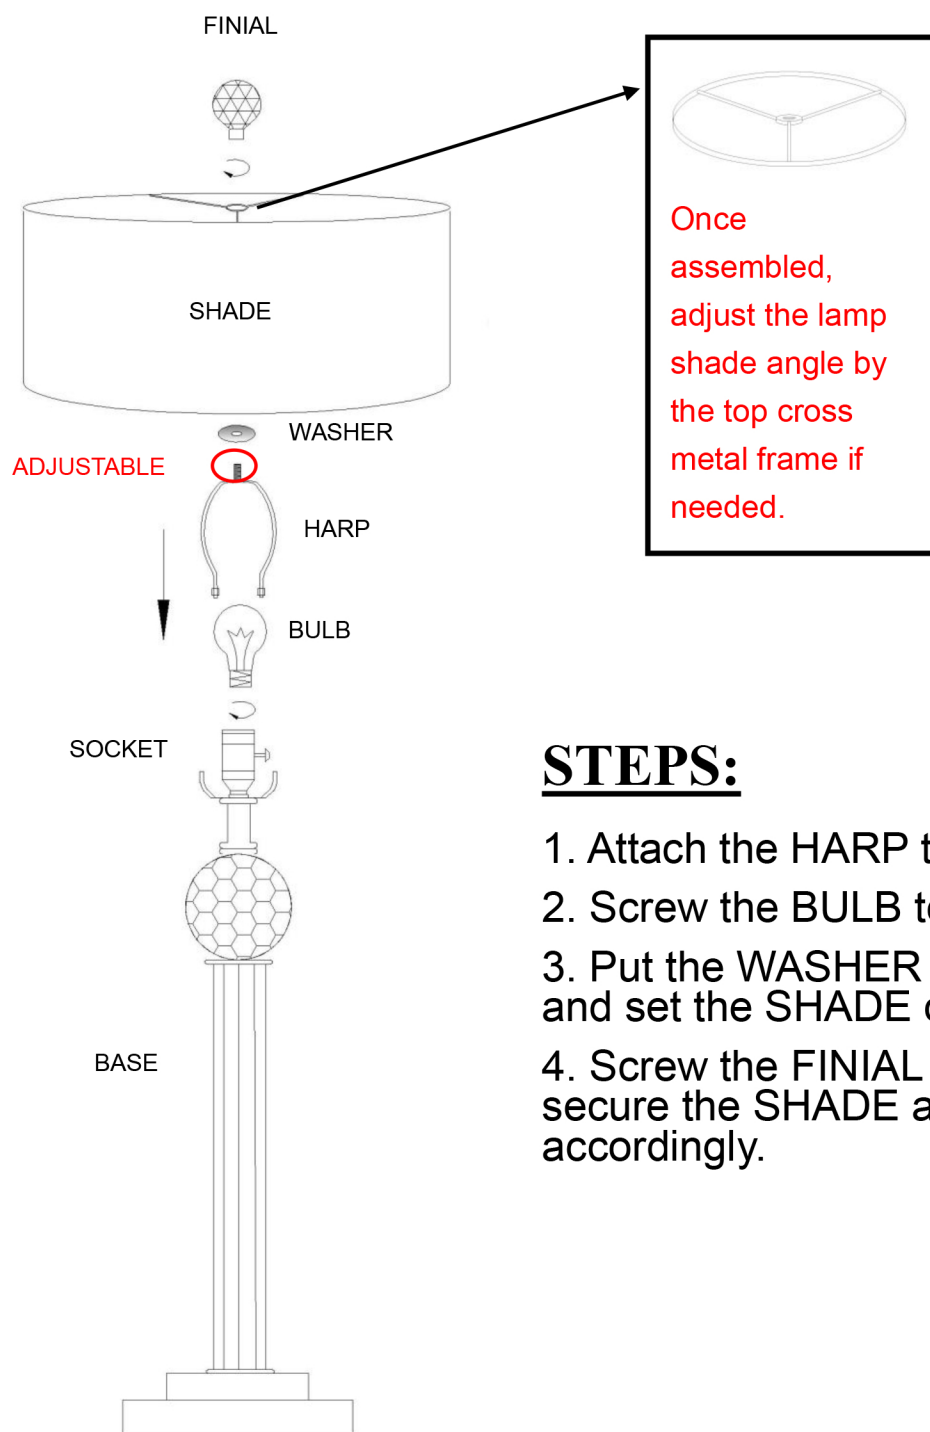 FINIAL
SHADE
WASHER
ADJUSTABLE
HARP
BULB
SOCKET
BASE
Once
assembled,
adjust the lamp
shade angle by
the top cross
metal frame if
needed.
STEPS:
1. Attach the HARP
2. Screw the BULB
3. Put the WASHER
and set the SHADE
4. Screw the FINIAL
secure the SHADE
accordingly.